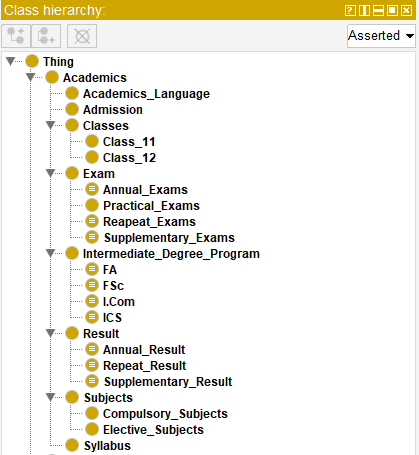 Class hierarchy:
Asserted
Thing
Academics
Academics_Language
Admission
Classes
Class_11
Class_12
Exam
Annual_Exams
Practical_Exams
Reapeat_Exams
Supplementary_Exams
Intermediate_Degree_Program
FA
FSc
I.Com
ICS
Result
Annual_Result
Repeat_Result
Supplementary_Result
Subjects
Compulsory_Subjects
Elective_Subjects
Syllabus